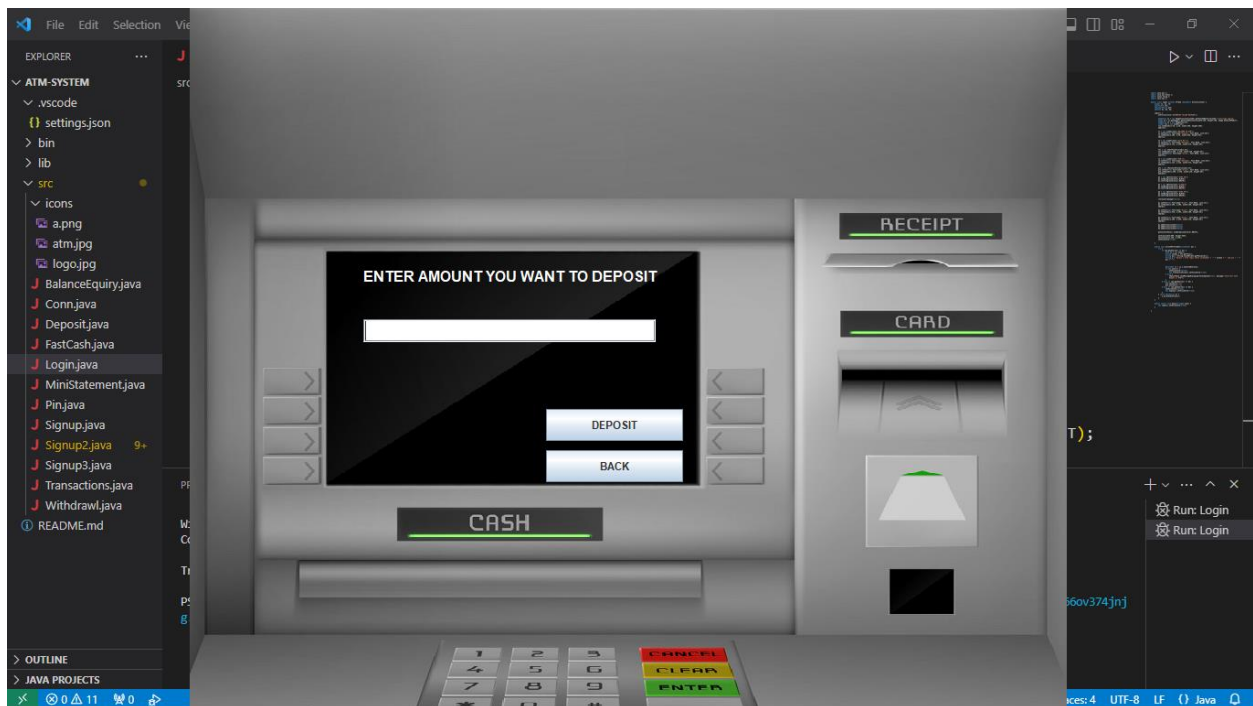 File Edit Selection
EXPLORER ...
ATM-SYSTEM
.vscode
{} settings.json
bin
lib
src
icons
a.png
atm.jpg
logo.jpg
J BalanceEquiry.java
J Conn.java
J Deposit.java
J FastCash.java
J Login.java
J MiniStatement.java
J Pin.java
J Signup.java
J Signup2.java 9+
J Signup3.java
J Transactions.java
J Withdrawl.java
README.md
OUTLINE
JAVA PROJECTS
RECEIPT
ENTER AMOUNT YOU WANT TO DEPOSIT
CARD
DEPOSIT
BACK
CASH
T);
Run: Login
Run: Login
66ov374jnj
1 2 3 CANCEL
4 5 6 CLEAR
7 8 9 ENTER
0 11 0
UTF-8 LF {} Java